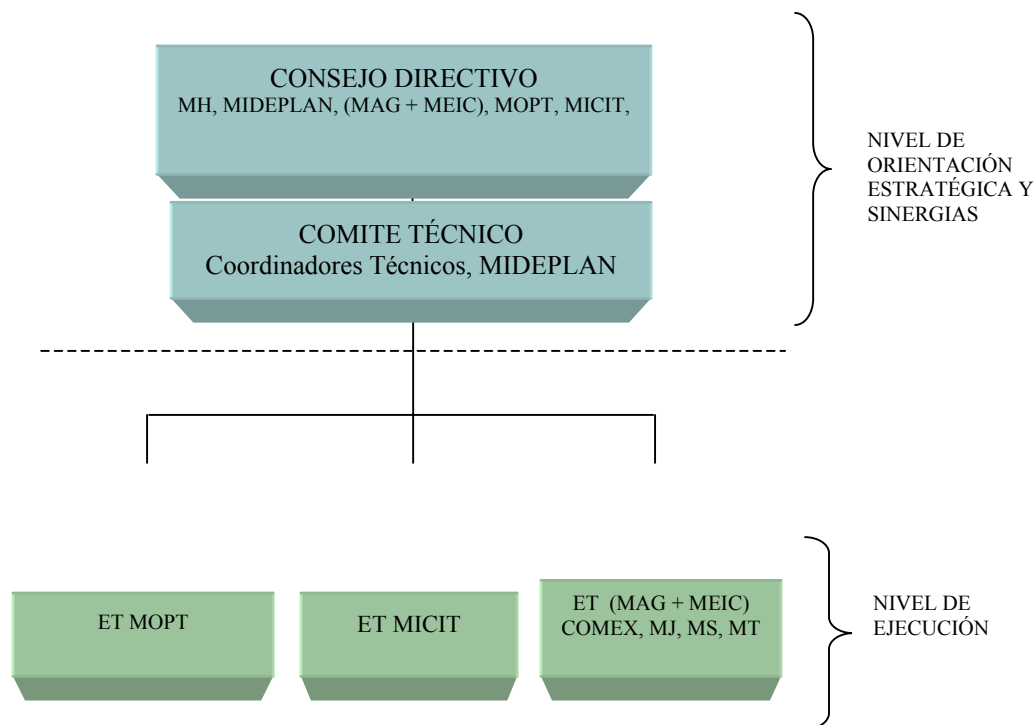 CONSEJO DIRECTIVO
MH, MIDEPLAN, (MAG + MEIC), MOPT, MICIT,
COMITE TÉCNICO
Coordinadores Técnicos, MIDEPLAN
NIVEL DE
ORIENTACIÓN
ESTRATÉGICA Y
SINERGIAS
ET MOPT
ET MICIT
ET (MAG + MEIC)
COMEX, MJ, MS, MT
NIVEL DE
EJECUCIÓN